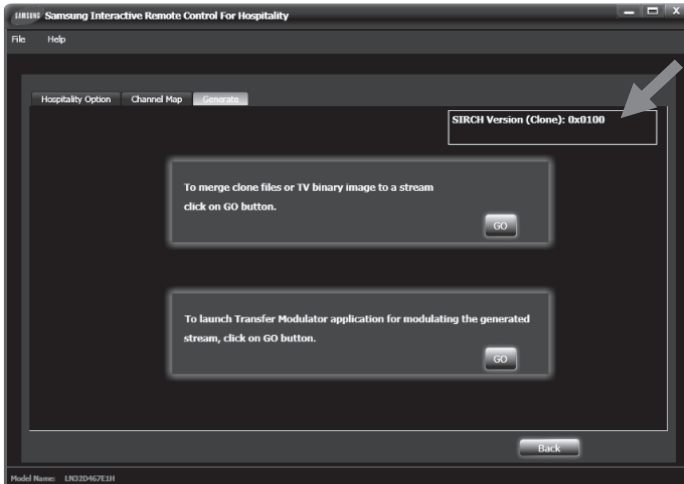 SAMSUNG Samsung Interactive Remote Control For Hospitality
File Help
Hospitality Option Channel Map Generate
SIRCH Version (Clone): 0x0100
To merge clone files or TV binary image to a stream
click on GO button.
GO
To launch Transfer Modulator application for modulating the generated
stream, click on GO button.
GO
Back
Model Name: LN32D467E1H